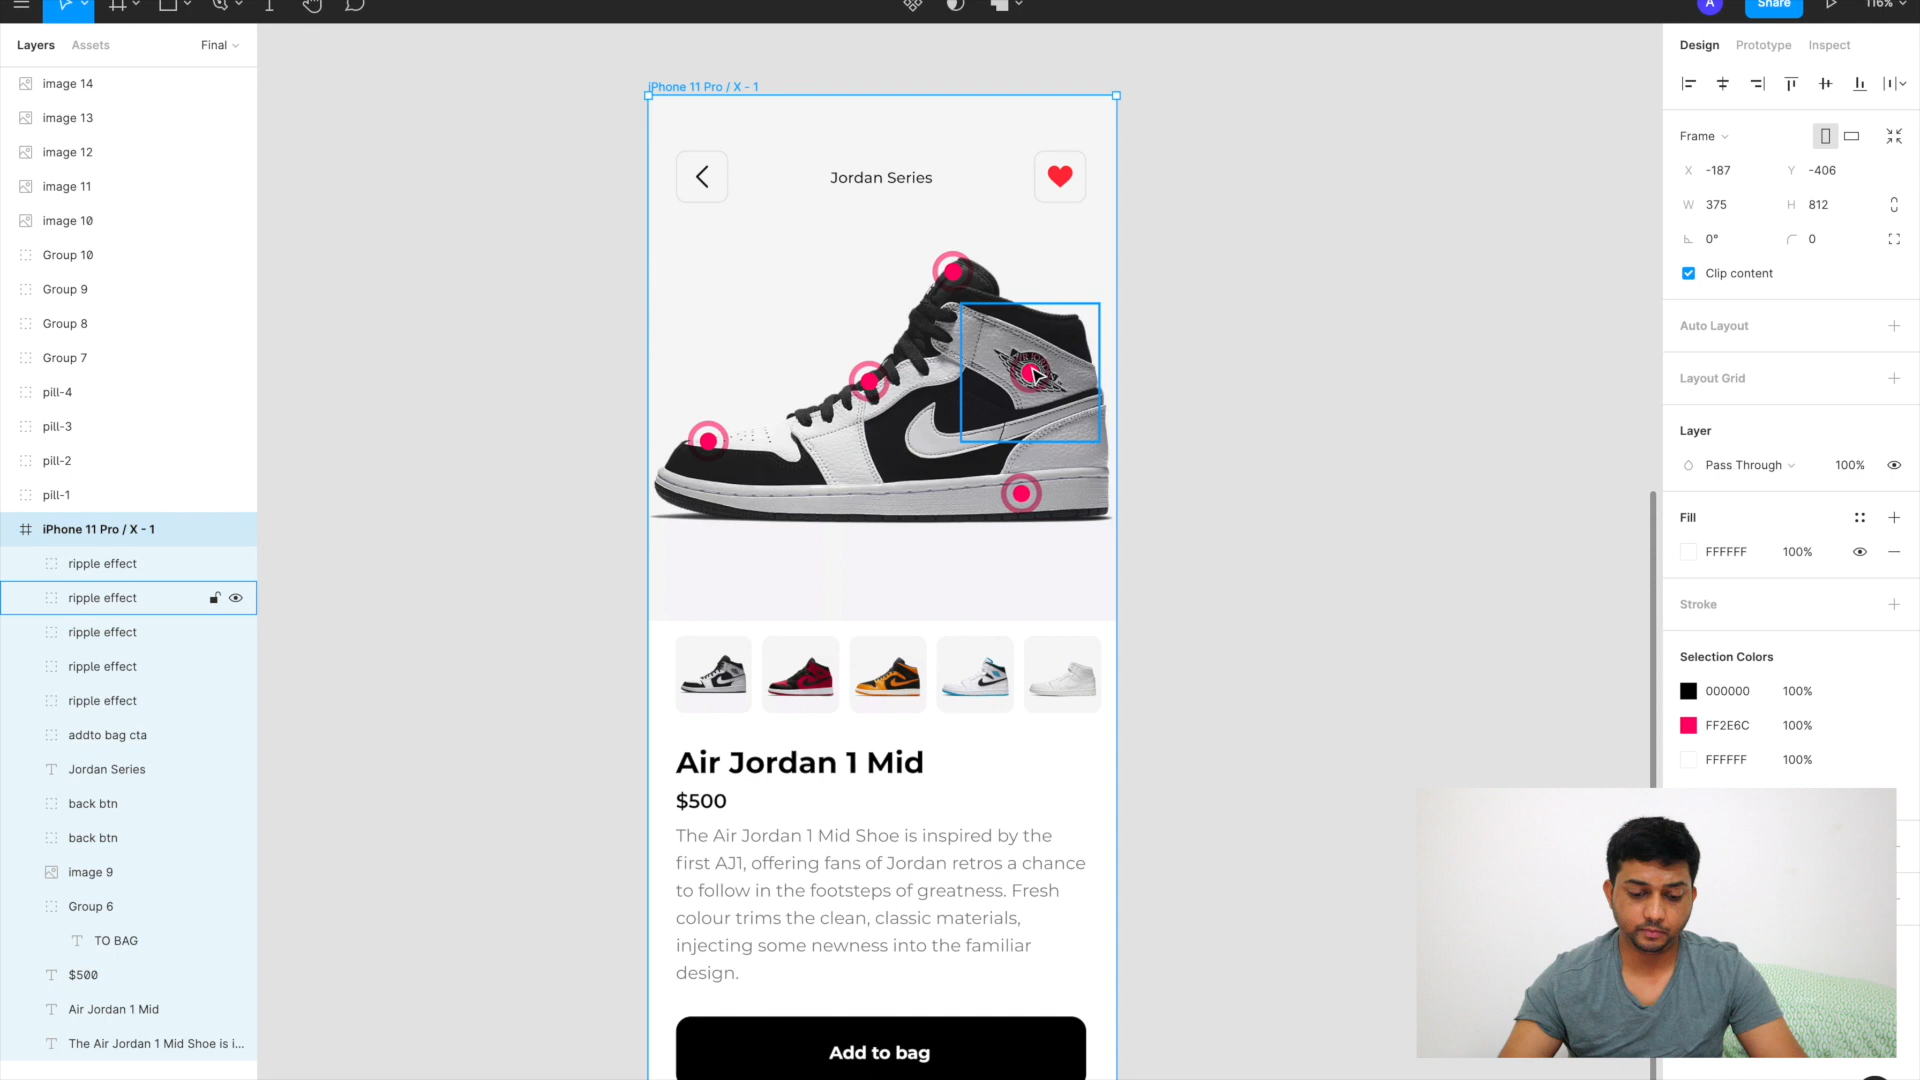 A
Share
116%
Layers
Assets
Final
image 14
image 13
image 12
image 11
image 10
Group 10
Group 9
Group 8
Group 7
pill-4
pill-3
pill-2
pill-1
iPhone 11 Pro / X - 1
ripple effect
ripple effect
ripple effect
ripple effect
ripple effect
addto bag cta
Jordan Series
back btn
back btn
image 9
Group 6
TO BAG
$500
Air Jordan 1 Mid
The Air Jordan 1 Mid Shoe is i...
iPhone 11 Pro / X - 1
Jordan Series
Air Jordan 1 Mid
$500
The Air Jordan 1 Mid Shoe is inspired by the
first AJ1, offering fans of Jordan retros a chance
to follow in the footsteps of greatness. Fresh
colour trims the clean, classic materials,
injecting some newness into the familiar
design.
Add to bag
Design
Prototype
Inspect
Frame
X -187
Y -406
W 375
H 812
0°
0
Clip content
Auto Layout
Layout Grid
Layer
Pass Through
100%
Fill
FFFFFF 100%
Stroke
Selection Colors
000000 100%
FF2E6C 100%
FFFFFF 100%